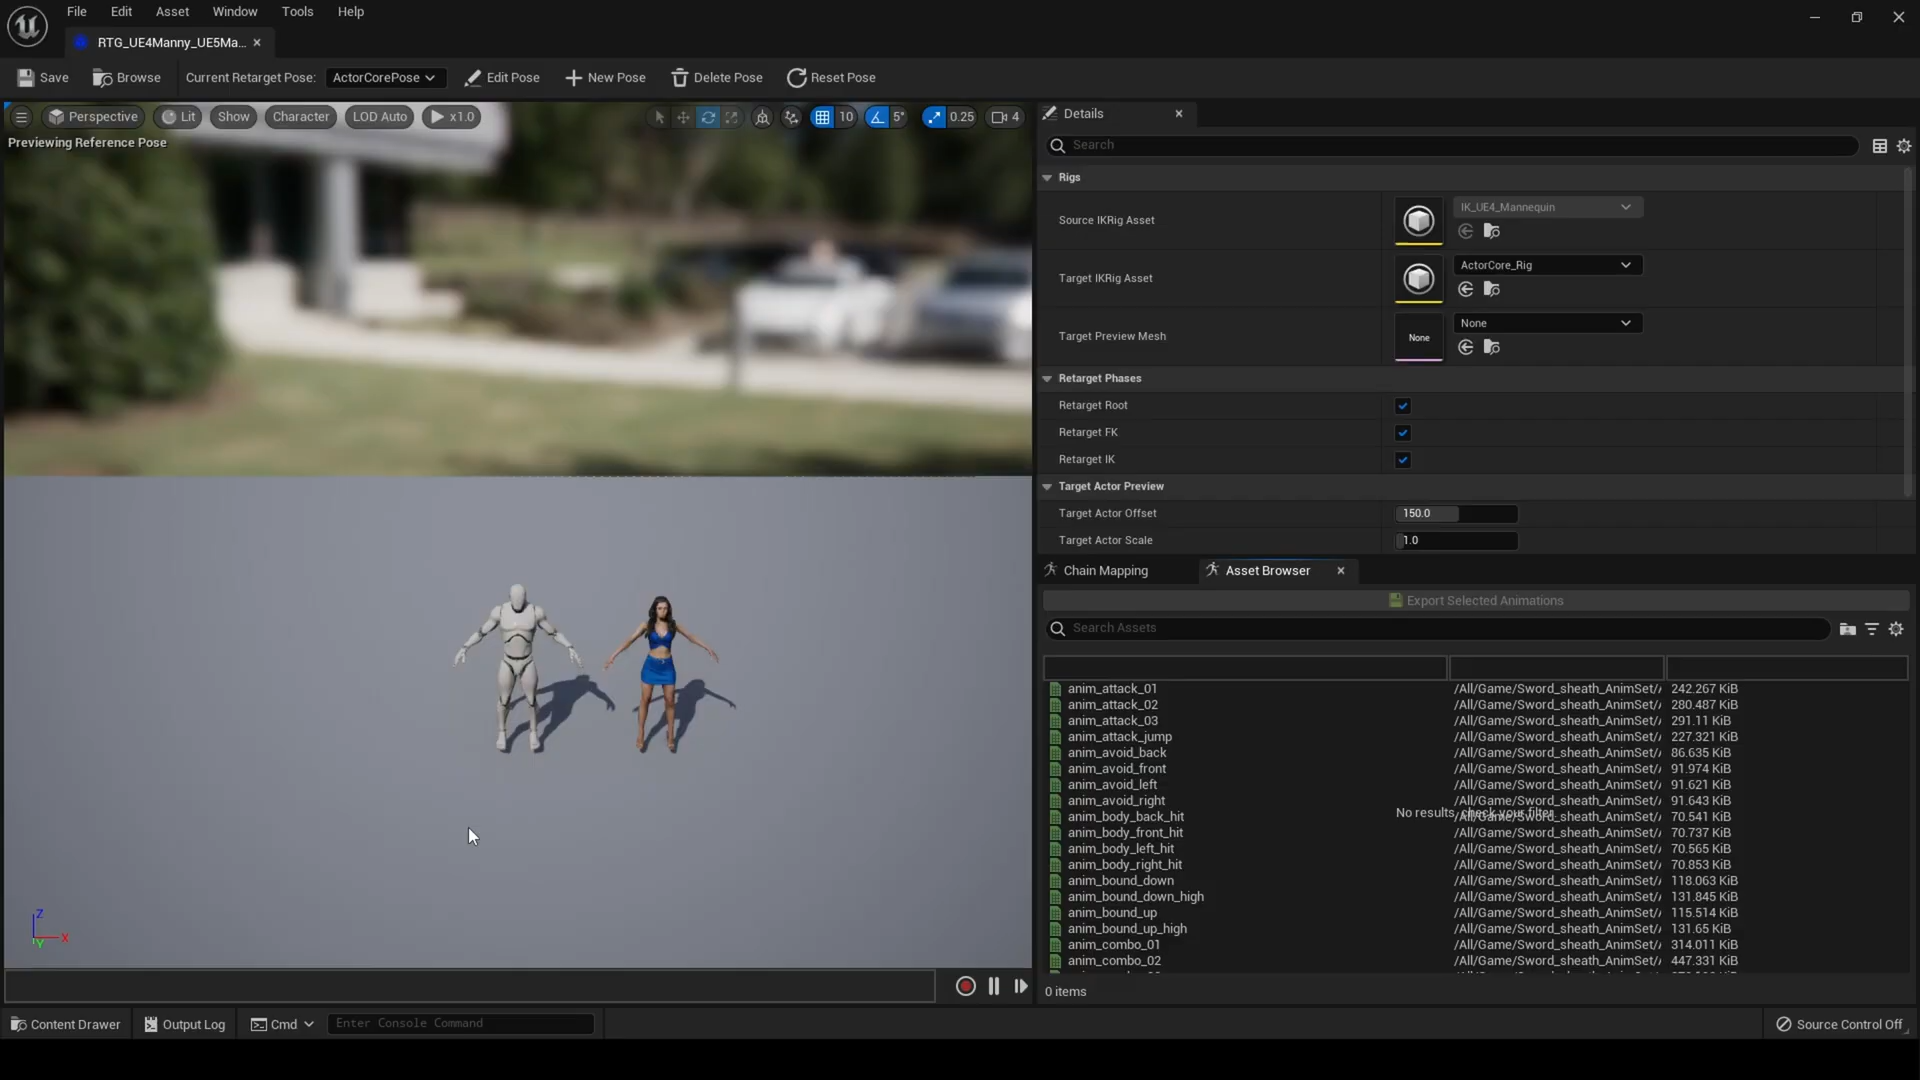 File Edit Asset Window Tools Help
RTG_UE4Manny_UE5Ma...
Save Browse Current Retarget Pose: ActorCorePose Edit Pose New Pose Delete Pose Reset Pose
Perspective Lit Show Character LOD Auto x1.0 10 5° 0.25 4
Previewing Reference Pose
Details
Search
Rigs
Source IKRig Asset IK_UE4_Mannequin
Target IKRig Asset ActorCore_Rig
Target Preview Mesh None None
Retarget Phases
Retarget Root
Retarget FK
Retarget IK
Target Actor Preview
Target Actor Offset 150.0
Target Actor Scale 1.0
Chain Mapping Asset Browser
Export Selected Animations
Search Assets
anim_attack_01 /All/Game/Sword_sheath_AnimSet/ 242.267 KiB
anim_attack_02 /All/Game/Sword_sheath_AnimSet/ 280.487 KiB
anim_attack_03 /All/Game/Sword_sheath_AnimSet/ 291.11 KiB
anim_attack_jump /All/Game/Sword_sheath_AnimSet/ 227.321 KiB
anim_avoid_back /All/Game/Sword_sheath_AnimSet/ 86.635 KiB
anim_avoid_front /All/Game/Sword_sheath_AnimSet/ 91.974 KiB
anim_avoid_left /All/Game/Sword_sheath_AnimSet/ 91.621 KiB
anim_avoid_right /All/Game/Sword_sheath_AnimSet/ 91.643 KiB
No results, check your filter.
anim_body_back_hit /All/Game/Sword_sheath_AnimSet/ 70.541 KiB
anim_body_front_hit /All/Game/Sword_sheath_AnimSet/ 70.737 KiB
anim_body_left_hit /All/Game/Sword_sheath_AnimSet/ 70.565 KiB
anim_body_right_hit /All/Game/Sword_sheath_AnimSet/ 70.853 KiB
anim_bound_down /All/Game/Sword_sheath_AnimSet/ 118.063 KiB
anim_bound_down_high /All/Game/Sword_sheath_AnimSet/ 131.845 KiB
anim_bound_up /All/Game/Sword_sheath_AnimSet/ 115.514 KiB
anim_bound_up_high /All/Game/Sword_sheath_AnimSet/ 131.65 KiB
anim_combo_01 /All/Game/Sword_sheath_AnimSet/ 314.011 KiB
anim_combo_02 /All/Game/Sword_sheath_AnimSet/ 447.331 KiB
0 items
Z
X
Y
Content Drawer Output Log Cmd Enter Console Command Source Control Off